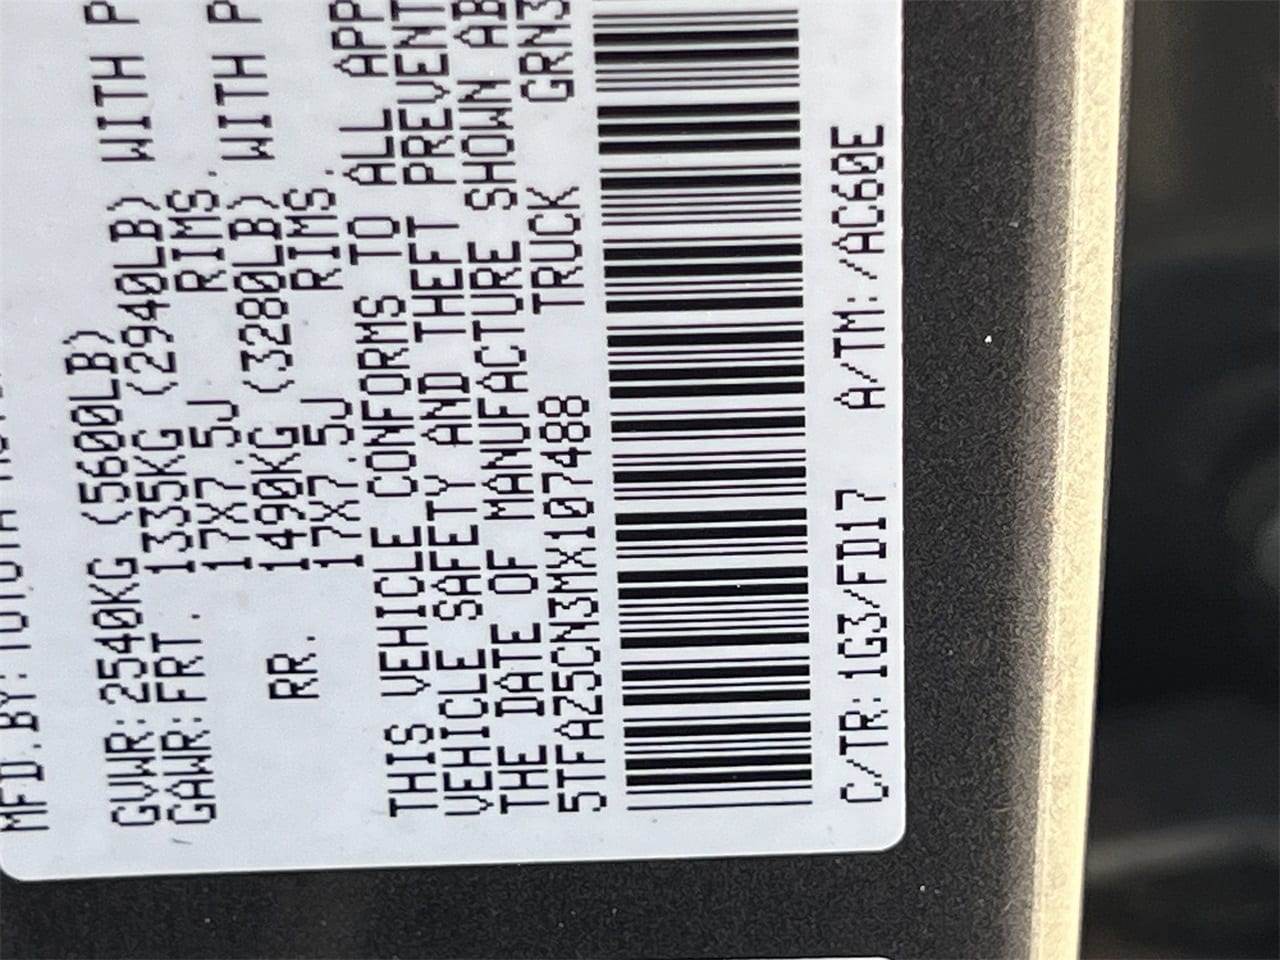 MFD.BY:TOYOTA
GVWR:2540KG (5600LB)
GAWR:FRT. 1335KG (2940LB) WITH P
17X7.5J RIMS,
RR. 1490KG (3280LB) WITH P
17X7.5J RIMS,
THIS VEHICLE CONFORMS TO ALL APP
VEHICLE SAFETY AND THEFT PREVENT
THE DATE OF MANUFACTURE SHOWN AB
5TFAZ5CN3MX107488 TRUCK GRN3
C/TR:1G3/FD17 A/TM:/AC60E